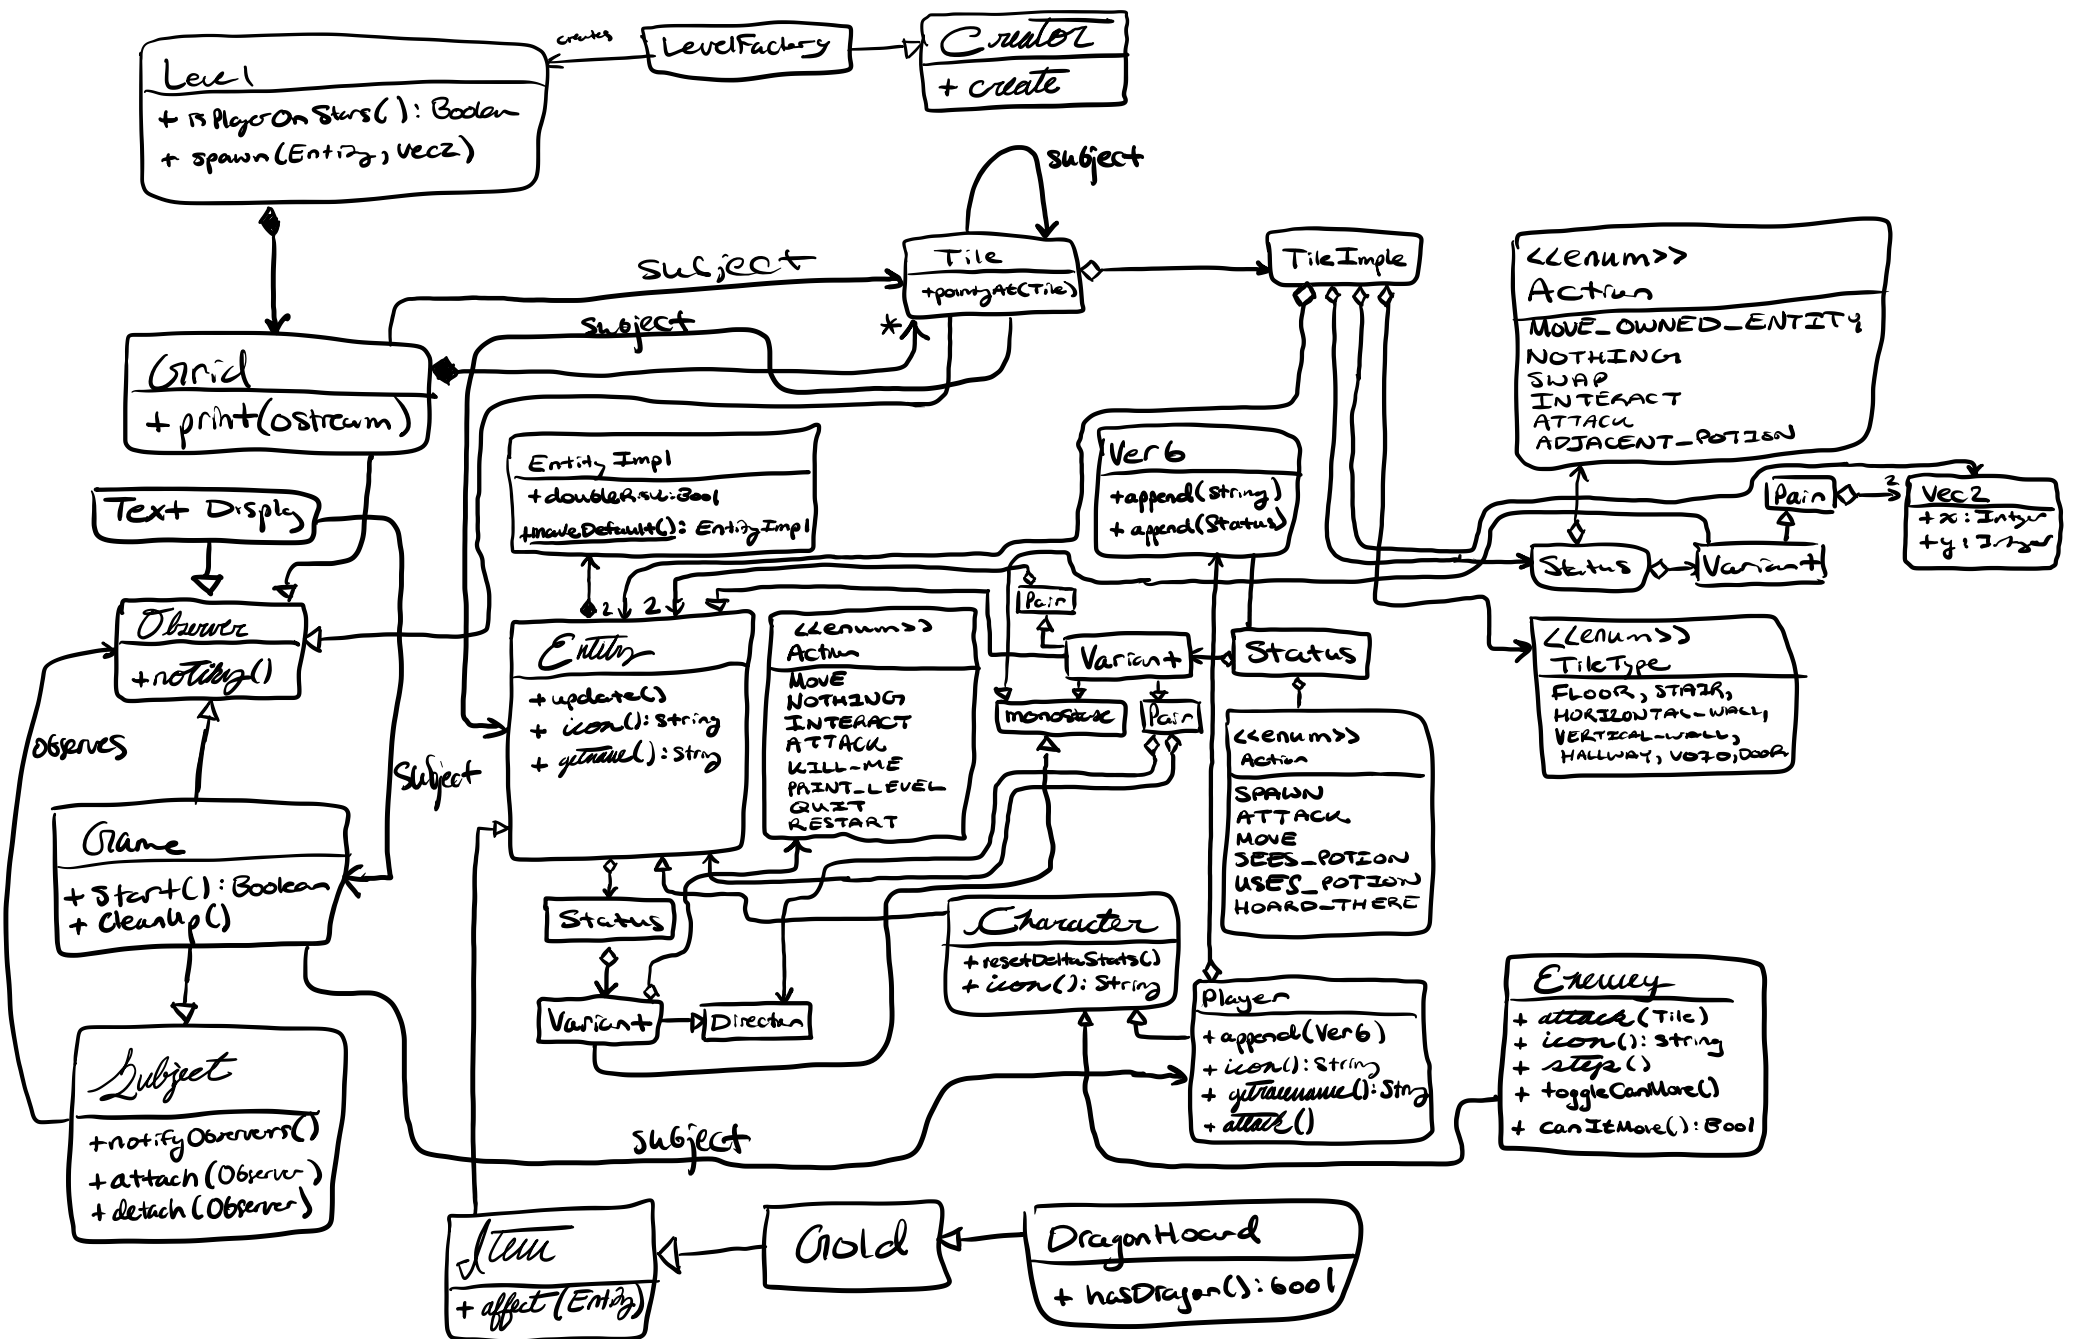 Level
+ isPlayerOnStairs(): Boolean
+ spawn(Entity, Vec2)
creates
LevelFactory
Creator
+ create
subject
Tile
+pointyAt(Tile)
subject
TileImple
<<enum>>
Action
MOVE_OWNED_ENTITY
NOTHING
SWAP
INTERACT
ATTACK
ADJACENT_POTION
subject
*
Grid
+ print(ostream)
Text Display
EntityImpl
+doubleRisk:Bool
+makeDefault(): EntityImpl
Verb
+append(string)
+ append(Status)
Pair
2
Vec2
+ x: Integer
+ y: Integer
Status
Variant
Observer
+notify()
2
2
Pair
Entity
+ update()
+ icon(): String
+ getname(): String
<<enum>>
Action
MOVE
NOTHING
INTERACT
ATTACK
KILL-ME
PRINT_LEVEL
QUIT
RESTART
Variant
Status
monostate
Pair
<<enum>>
TileType
FLOOR, STAIR,
HORIZONTAL-WALL,
VERTICAL-WALL,
HALLWAY, VOID, DOOR
<<enum>>
Action
SPAWN
ATTACK
MOVE
SEES_POTION
USES_POTION
HOARD_THERE
observes
subject
Game
+ Start(): Boolean
+ cleanUp()
Status
Variant
Direction
Character
+ resetDeltaStats()
+ icon(): String
Player
+ append(Verb)
+ icon(): String
+ getracename(): String
+ attack()
Enemey
+ attack(Tile)
+ icon(): String
+ step()
+ toggleCanMove()
+ canItMove(): Bool
Subject
+notifyObservers()
+attach(Observer)
+ detach(Observer)
subject
Item
+ affect(Entity)
Gold
DragonHoard
+ hasDragon(): bool